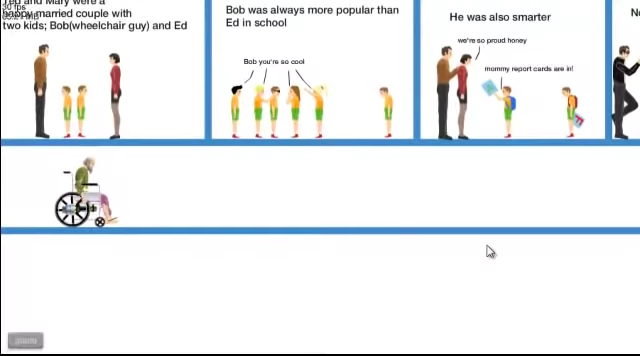 Ted and Mary were a
happy married couple with
two kids; Bob(wheelchair guy) and Ed
Bob was always more popular than
Ed in school
Bob you're so cool
He was also smarter
we're so proud honey
mommy report cards are in!
30 fps